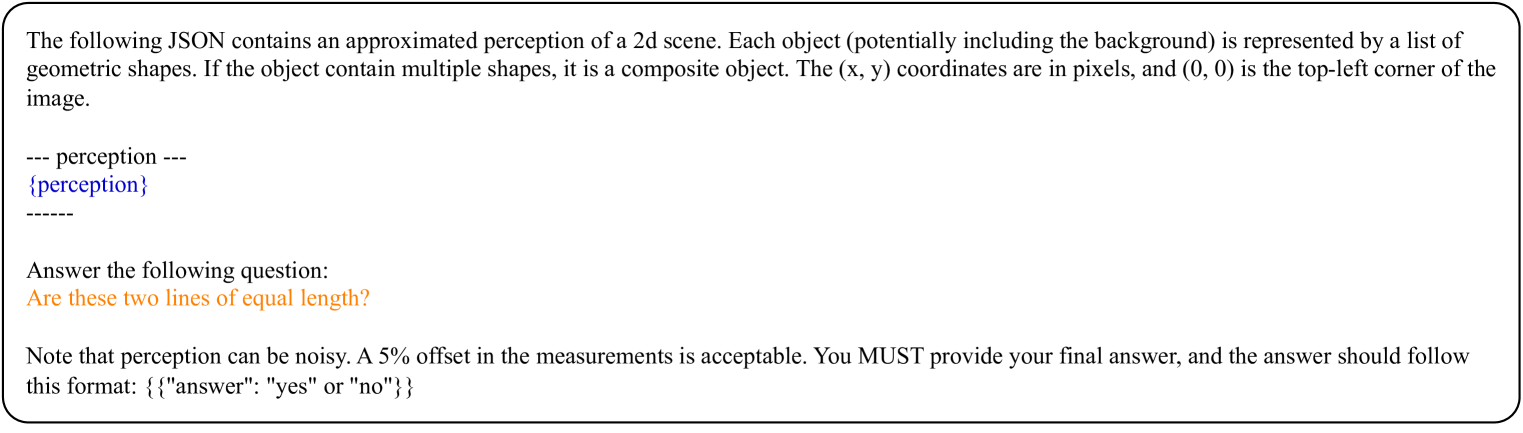 The following JSON contains an approximated perception of a 2d scene. Each object (potentially including the background) is represented by a list of
geometric shapes. If the object contain multiple shapes, it is a composite object. The (x, y) coordinates are in pixels, and (0, 0) is the top-left corner of the
image.
--- perception ---
{perception}
------
Answer the following question:
Are these two lines of equal length?
Note that perception can be noisy. A 5% offset in the measurements is acceptable. You MUST provide your final answer, and the answer should follow
this format: {{"answer": "yes" or "no"}}